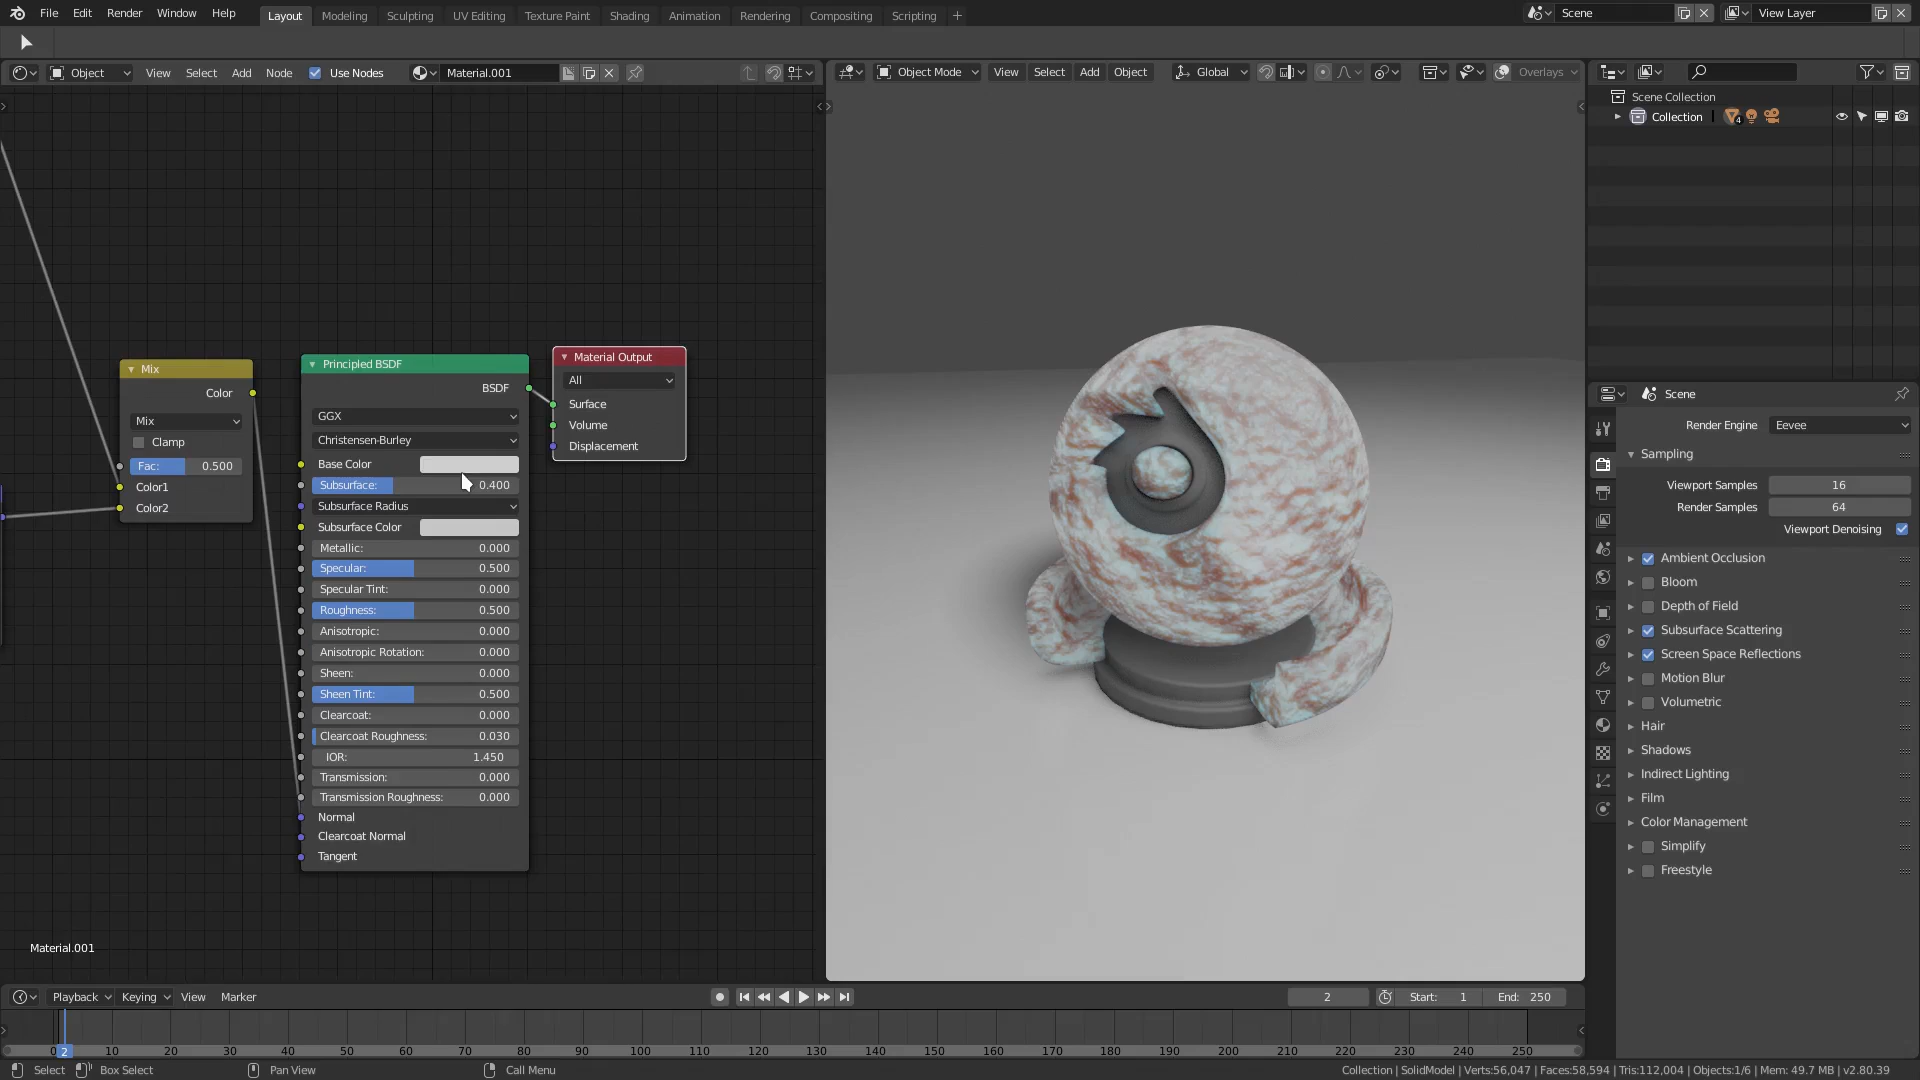 File Edit Render Window Help Layout Modeling Sculpting UV Editing Texture Paint Shading Animation Rendering Compositing Scripting +
Scene
View Layer
Object View Select Add Node Use Nodes Material.001
Object Mode View Select Add Object Global Overlays
Scene Collection
Collection 4
Mix
Color
Mix
Clamp
Fac: 0.500
Color1
Color2
Principled BSDF
BSDF
GGX
Christensen-Burley
Base Color
Subsurface: 0.400
Subsurface Radius
Subsurface Color
Metallic: 0.000
Specular: 0.500
Specular Tint: 0.000
Roughness: 0.500
Anisotropic: 0.000
Anisotropic Rotation: 0.000
Sheen: 0.000
Sheen Tint: 0.500
Clearcoat: 0.000
Clearcoat Roughness: 0.030
IOR: 1.450
Transmission: 0.000
Transmission Roughness: 0.000
Normal
Clearcoat Normal
Tangent
Material Output
All
Surface
Volume
Displacement
Material.001
Scene
Render Engine Eevee
Sampling
Viewport Samples 16
Render Samples 64
Viewport Denoising
Ambient Occlusion
Bloom
Depth of Field
Subsurface Scattering
Screen Space Reflections
Motion Blur
Volumetric
Hair
Shadows
Indirect Lighting
Film
Color Management
Simplify
Freestyle
Playback Keying View Marker
2 Start: 1 End: 250
0 2 10 20 30 40 50 60 70 80 90 100 110 120 130 140 150 160 170 180 190 200 210 220 230 240 250
Select Box Select Pan View Call Menu
Collection | SolidModel | Verts:56,047 | Faces:58,594 | Tris:112,004 | Objects:1/6 | Mem: 49.7 MB | v2.80.39